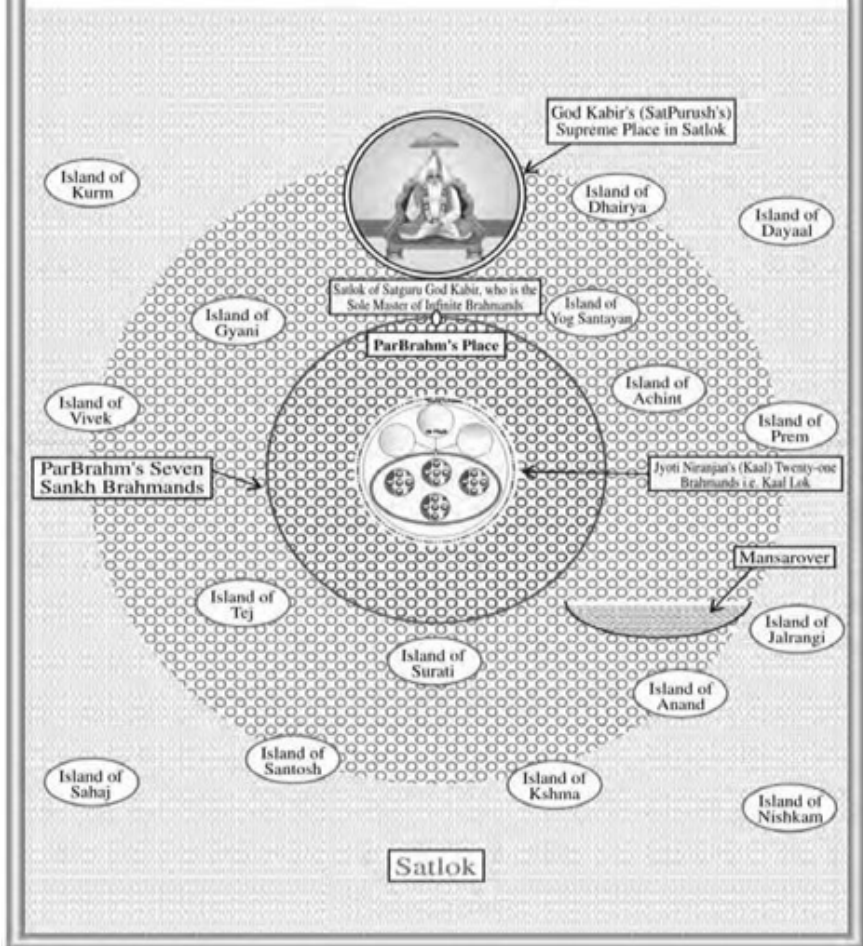 God Kabir's (SatPurush's)
Supreme Place in Satlok
Island of
Kurm
Island of
Dhairya
Island of
Dayaal
Satlok of Satguru God Kabir, who is the
Sole Master of Infinite Brahmands
Island of
Gyani
Island of
Yog Santayan
ParBrahm's Place
Island of
Achint
Island of
Vivek
Island of
Prem
ParBrahm's Seven
Sankh Brahmands
Jyoti Niranjan's (Kaal) Twenty-one
Brahmands i.e. Kaal Lok
Mansarover
Island of
Tej
Island of
Jalrangi
Island of
Surati
Island of
Anand
Island of
Santosh
Island of
Sahaj
Island of
Kshma
Island of
Nishkam
Satlok